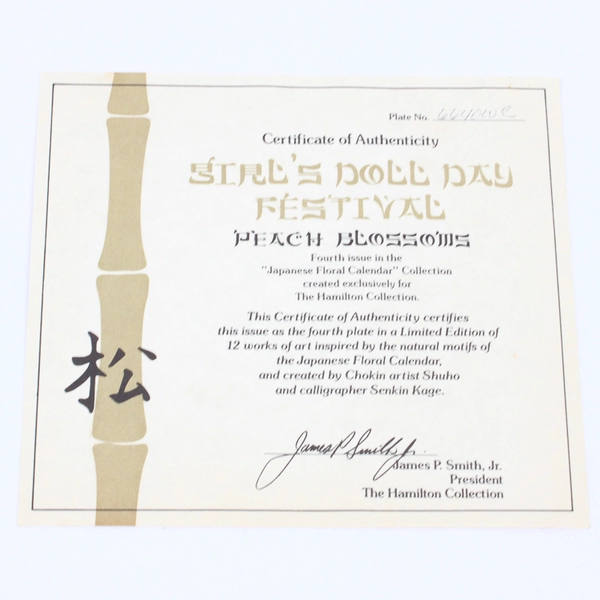 Plate No.
Certificate of Authenticity
GIRL'S DOLL DAY
FESTIVAL
PEACH BLOSSOMS
Fourth issue in the
"Japanese Floral Calendar" Collection
created exclusively for
The Hamilton Collection.
This Certificate of Authenticity certifies
this issue as the fourth plate in a Limited Edition of
12 works of art inspired by the natural motifs of
the Japanese Floral Calendar,
and created by Chokin artist Shuho
and calligrapher Senkin Kage.
松
James P. Smith, Jr.
James P. Smith, Jr.
President
The Hamilton Collection